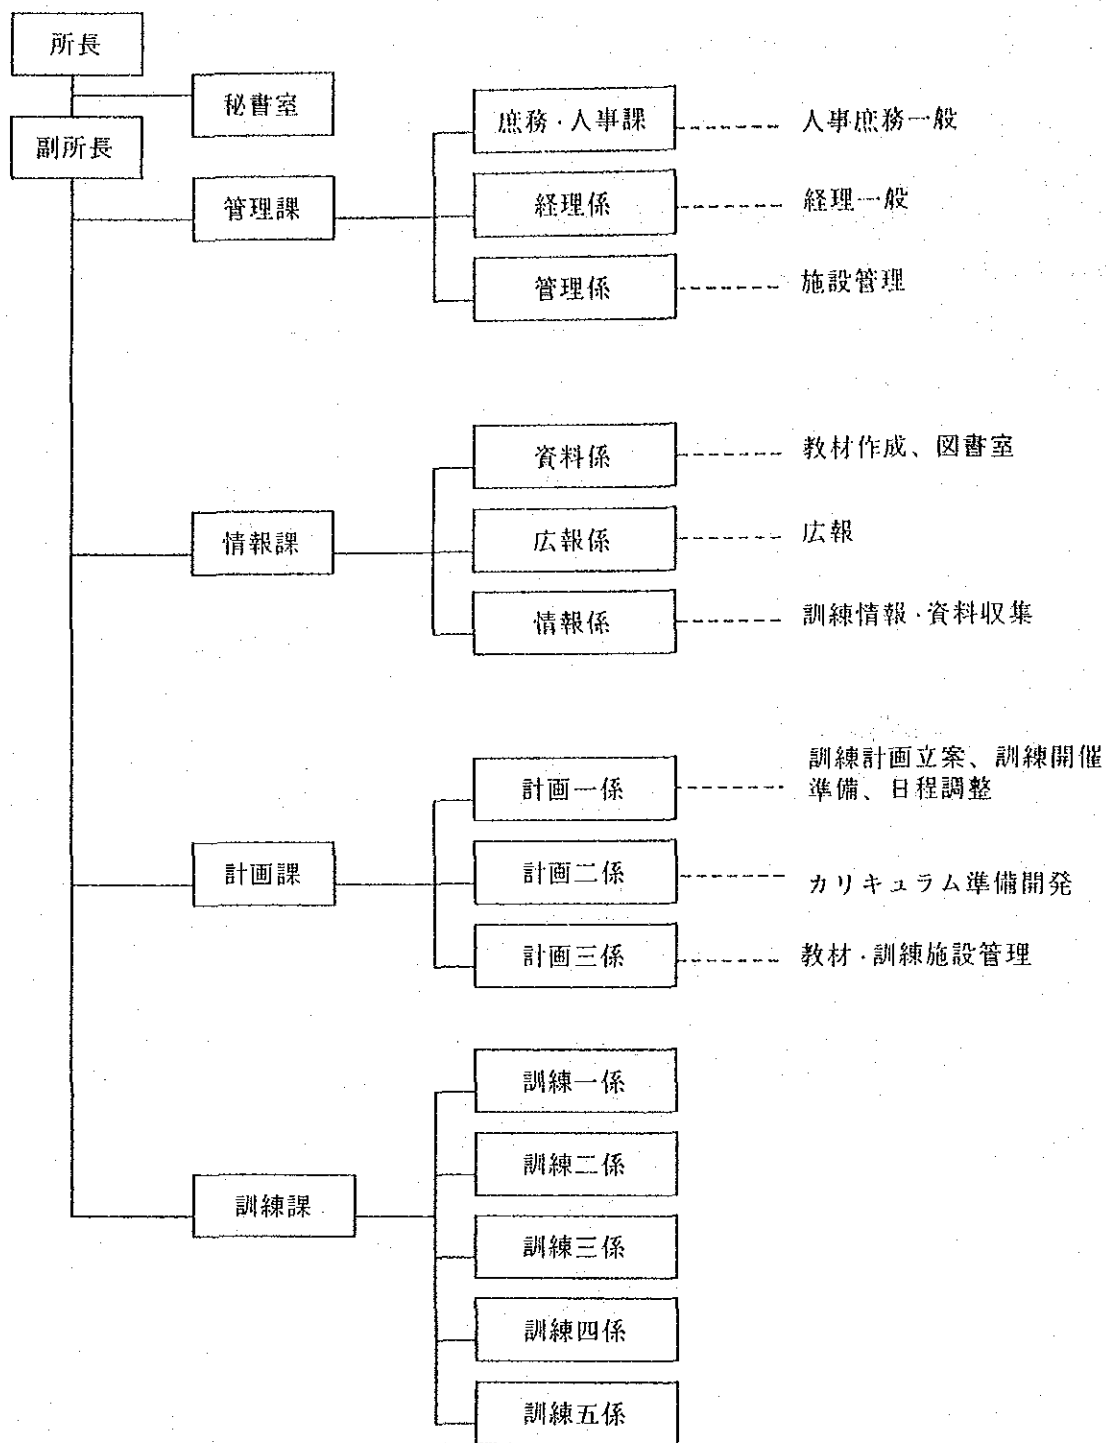 所長
秘書室
副所長
管理課
庶務・人事課
人事庶務一般
経理係
経理一般
管理係
施設管理
情報課
資料係
教材作成、図書室
広報係
広報
情報係
訓練情報・資料収集
計画課
計画一係
訓練計画立案、訓練開催
準備、日程調整
計画二係
カリキュラム準備開発
計画三係
教材・訓練施設管理
訓練課
訓練一係
訓練二係
訓練三係
訓練四係
訓練五係